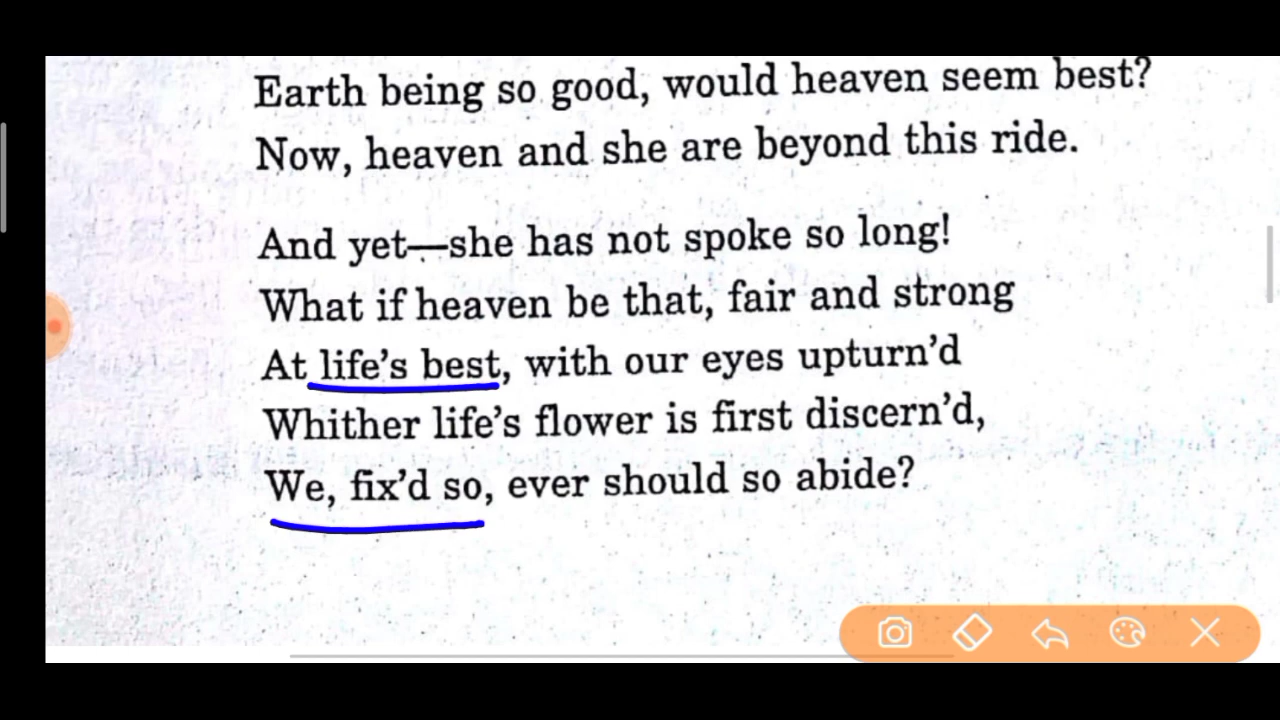 Earth being so good, would heaven seem best?
Now, heaven and she are beyond this ride.
And yet—she has not spoke so long!
What if heaven be that, fair and strong
At life's best, with our eyes upturn'd
Whither life's flower is first discern'd,
We, fix'd so, ever should so abide?